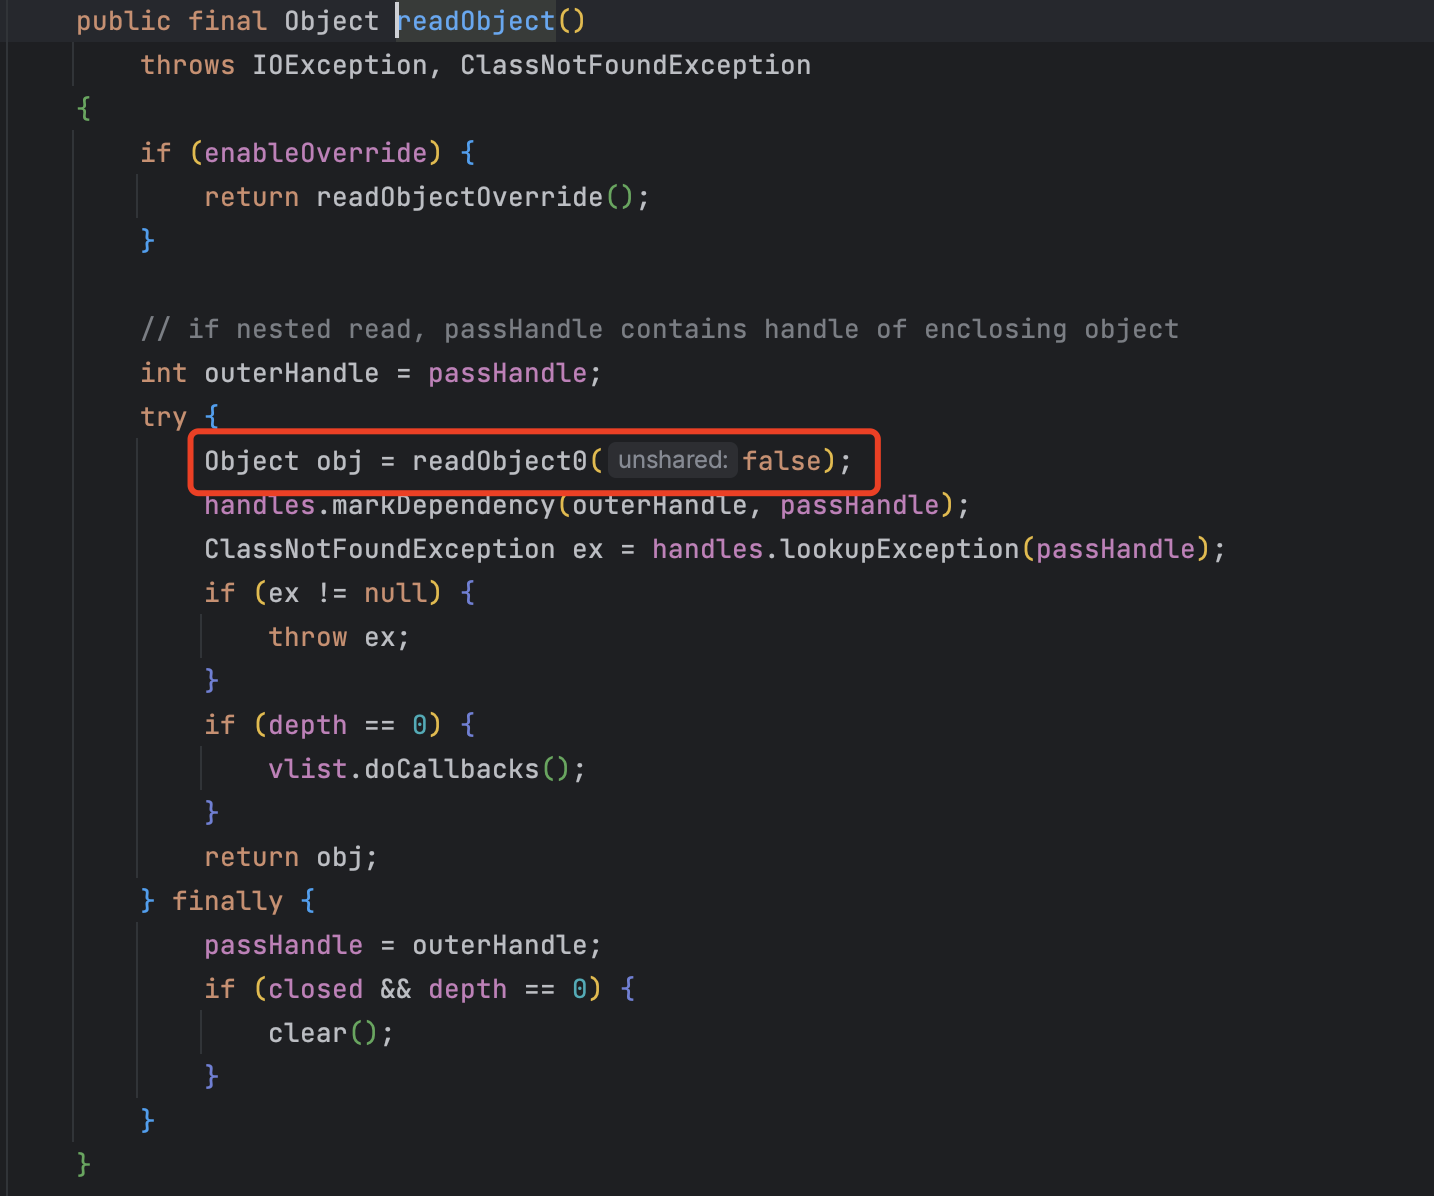 public final Object readObject()
throws IOException, ClassNotFoundException
{
if (enableOverride) {
return readObjectOverride();
}
// if nested read, passHandle contains handle of enclosing object
int outerHandle = passHandle;
try {
Object obj = readObject0( unshared: false);
handles.markDependency(outerHandle, passHandle);
ClassNotFoundException ex = handles.lookupException(passHandle);
if (ex != null) {
throw ex;
}
if (depth == 0) {
vlist.doCallbacks();
}
return obj;
} finally {
passHandle = outerHandle;
if (closed && depth == 0) {
clear();
}
}
}